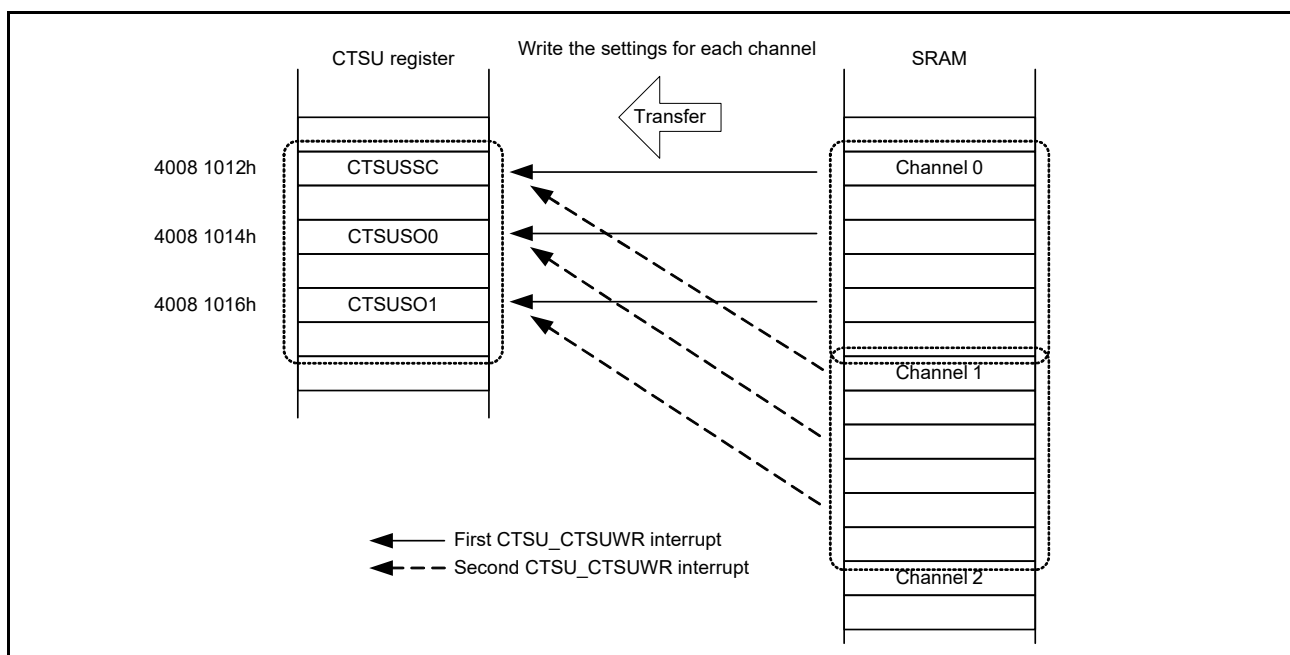 Write the settings for each channel
CTSU register
SRAM
Transfer
4008 1012h
CTSUSSC
Channel 0
4008 1014h
CTSUSO0
4008 1016h
CTSUSO1
Channel 1
First CTSU_CTSUWR interrupt
Second CTSU_CTSUWR interrupt
Channel 2